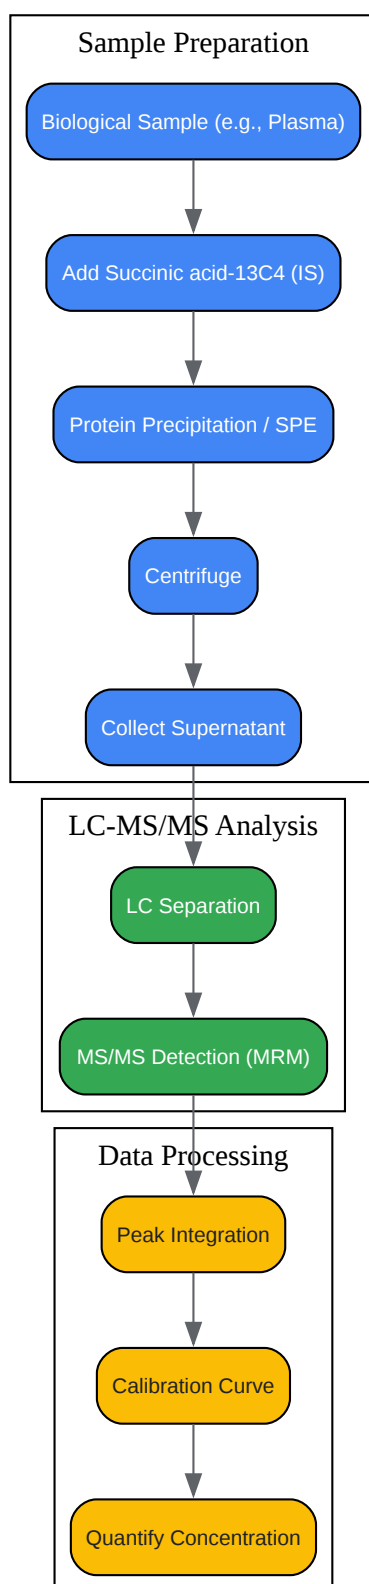 Sample Preparation
Biological Sample (e.g., Plasma)
Add Succinic acid-13C4 (IS)
Protein Precipitation / SPE
Centrifuge
Collect Supernatant
LC-MS/MS Analysis
LC Separation
MS/MS Detection (MRM)
Data Processing
Peak Integration
Calibration Curve
Quantify Concentration